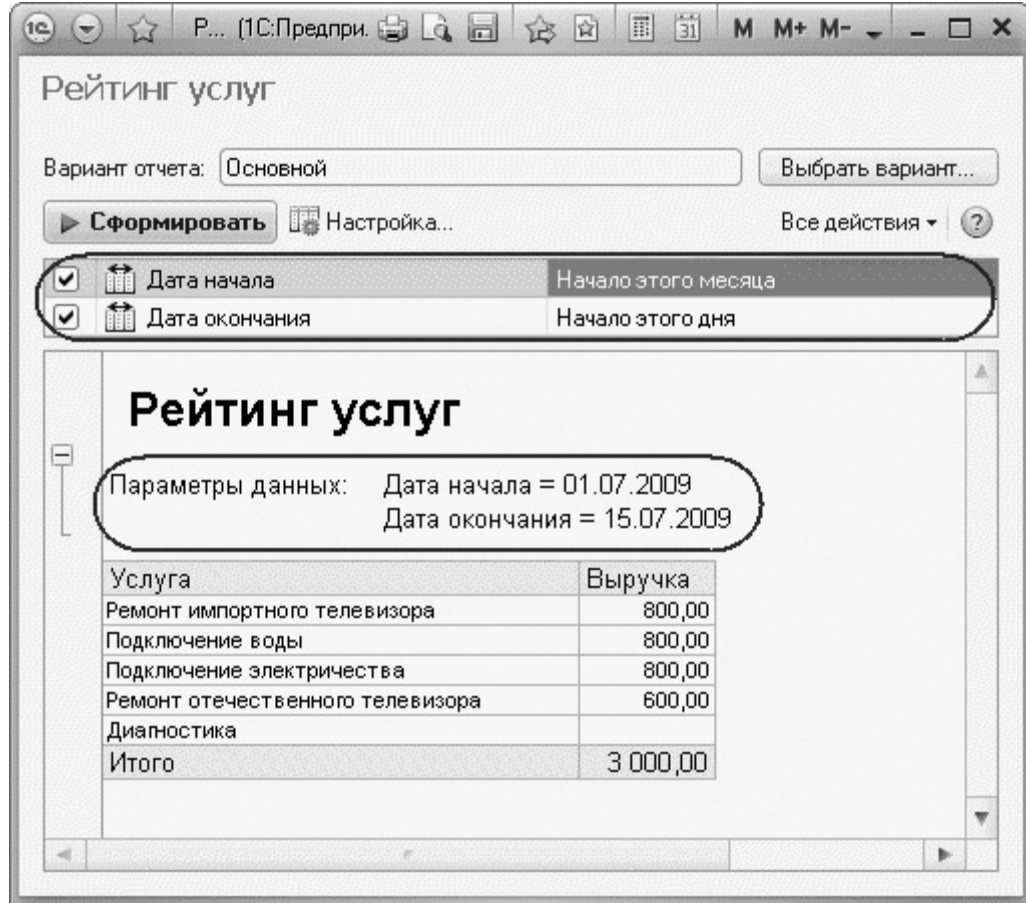 1С Р... (1С:Предпри. 31 M M+ M-
Рейтинг услуг
Вариант отчета: Основной Выбрать вариант...
Сформировать Настройка... Все действия ?
Дата начала Начало этого месяца
Дата окончания Начало этого дня
Рейтинг услуг
Параметры данных: Дата начала = 01.07.2009
Дата окончания = 15.07.2009
Услуга Выручка
Ремонт импортного телевизора 800,00
Подключение воды 800,00
Подключение электричества 800,00
Ремонт отечественного телевизора 600,00
Диагностика
Итого 3 000,00